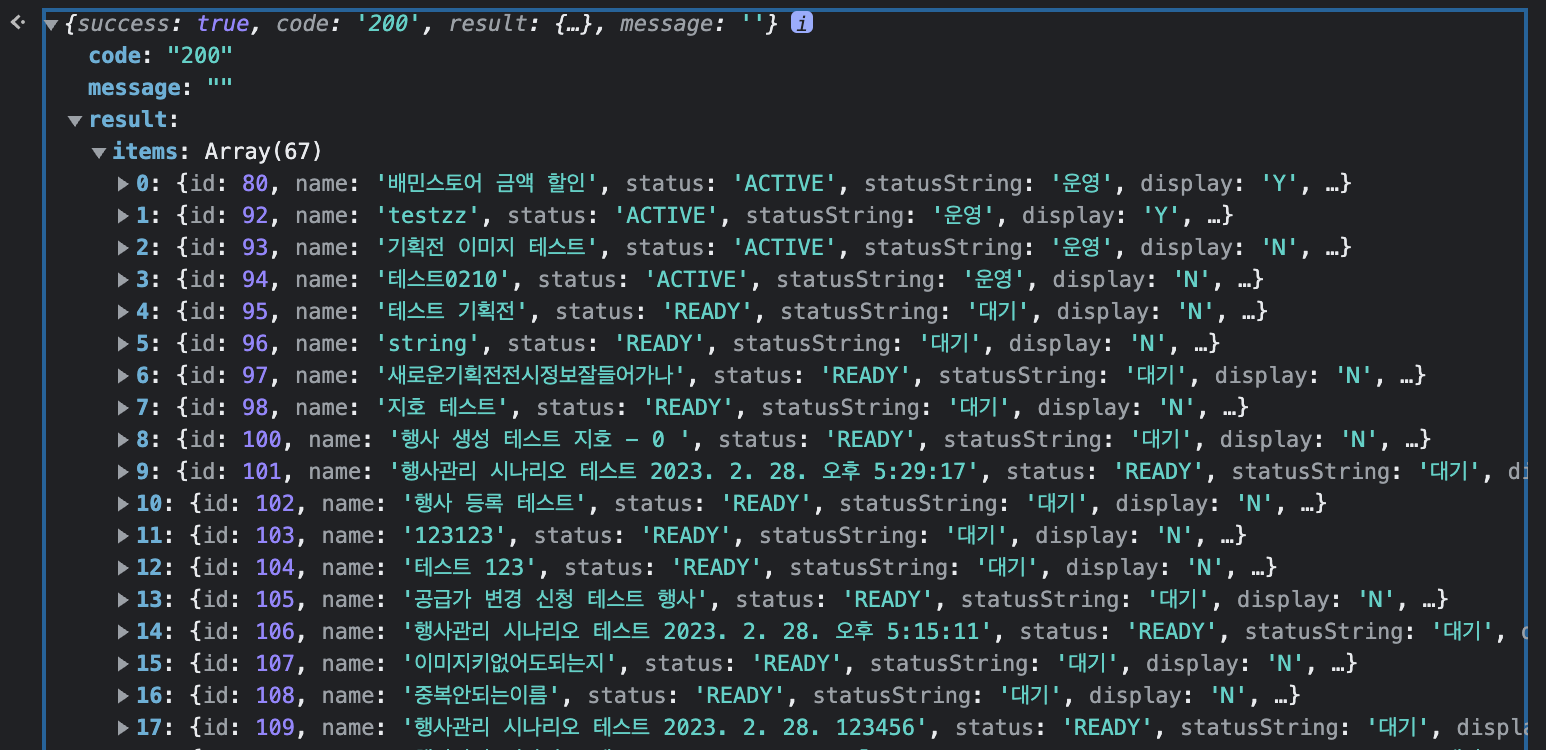 {success: true, code: '200', result: {…}, message: ''} i
code: "200"
message: ""
result:
items: Array(67)
0: {id: 80, name: '배민스토어 금액 할인', status: 'ACTIVE', statusString: '운영', display: 'Y', …}
1: {id: 92, name: 'testzz', status: 'ACTIVE', statusString: '운영', display: 'Y', …}
2: {id: 93, name: '기획전 이미지 테스트', status: 'ACTIVE', statusString: '운영', display: 'N', …}
3: {id: 94, name: '테스트0210', status: 'ACTIVE', statusString: '운영', display: 'N', …}
4: {id: 95, name: '테스트 기획전', status: 'READY', statusString: '대기', display: 'N', …}
5: {id: 96, name: 'string', status: 'READY', statusString: '대기', display: 'N', …}
6: {id: 97, name: '새로운기획전전시정보잘들어가나', status: 'READY', statusString: '대기', display: 'N', …}
7: {id: 98, name: '지호 테스트', status: 'READY', statusString: '대기', display: 'N', …}
8: {id: 100, name: '행사 생성 테스트 지호 - 0 ', status: 'READY', statusString: '대기', display: 'N', …}
9: {id: 101, name: '행사관리 시나리오 테스트 2023. 2. 28. 오후 5:29:17', status: 'READY', statusString: '대기', di
10: {id: 102, name: '행사 등록 테스트', status: 'READY', statusString: '대기', display: 'N', …}
11: {id: 103, name: '123123', status: 'READY', statusString: '대기', display: 'N', …}
12: {id: 104, name: '테스트 123', status: 'READY', statusString: '대기', display: 'N', …}
13: {id: 105, name: '공급가 변경 신청 테스트 행사', status: 'READY', statusString: '대기', display: 'N', …}
14: {id: 106, name: '행사관리 시나리오 테스트 2023. 2. 28. 오후 5:15:11', status: 'READY', statusString: '대기',
15: {id: 107, name: '이미지키없어도되는지', status: 'READY', statusString: '대기', display: 'N', …}
16: {id: 108, name: '중복안되는이름', status: 'READY', statusString: '대기', display: 'N', …}
17: {id: 109, name: '행사관리 시나리오 테스트 2023. 2. 28. 123456', status: 'READY', statusString: '대기', displa